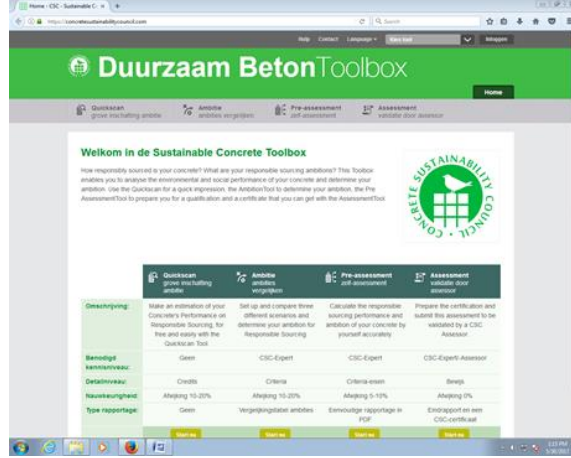 Home - CSC - Sustainable C
https://concretesustainabilitycouncil.com
Search
Help Contact Language Kies tool Inloggen
Duurzaam BetonToolbox
Home
Quickscan
grove inschatting ambitie
Ambitie
ambities vergelijken
Pre-assessment
zelf-assessment
Assessment
validatie door assessor
Welkom in de Sustainable Concrete Toolbox
How responsibly sourced is your concrete? What are your responsible sourcing ambitions? This Toolbox
enables you to analyse the environmental and social performance of your concrete and determine your
ambition. Use the Quickscan for a quick impression, the AmbitionTool to determine your ambition, the Pre
AssessmentTool to prepare you for a qualification and a certificate that you can get with the AssessmentTool
CONCRETE SUSTAINABILITY COUNCIL
Quickscan
grove inschatting
ambitie
Ambitie
ambities
vergelijken
Pre-assessment
zelf-assessment
Assessment
validatie door
assessor
Omschrijving:
Make an estimation of your
Concrete's Performance on
Responsible Sourcing, for
free and easily with the
Quickscan Tool.
Set up and compare three
different scenarios and
determine your ambition for
Responsible Sourcing
Calculate the responsible
sourcing performance and
ambition of your concrete by
yourself accurately
Prepare the certification and
submit this assessment to be
validated by a CSC
Assessor
Benodigd
kennisniveau:
Geen
CSC-Expert
CSC-Expert
CSC-Expert/-Assessor
Detailniveau:
Credits
Criteria
Criteria-eisen
Bewijs
Nauwkeurigheid
Afwijking 10-20%
Afwijking 10-20%
Afwijking 5-10%
Afwijking 0%
Type rapportage:
Geen
Vergelijkingstabel ambities
Eenvoudige rapportage in
PDF
Eindrapport en een
CSC-certificaat
Start nu
Start nu
Start nu
Start nu